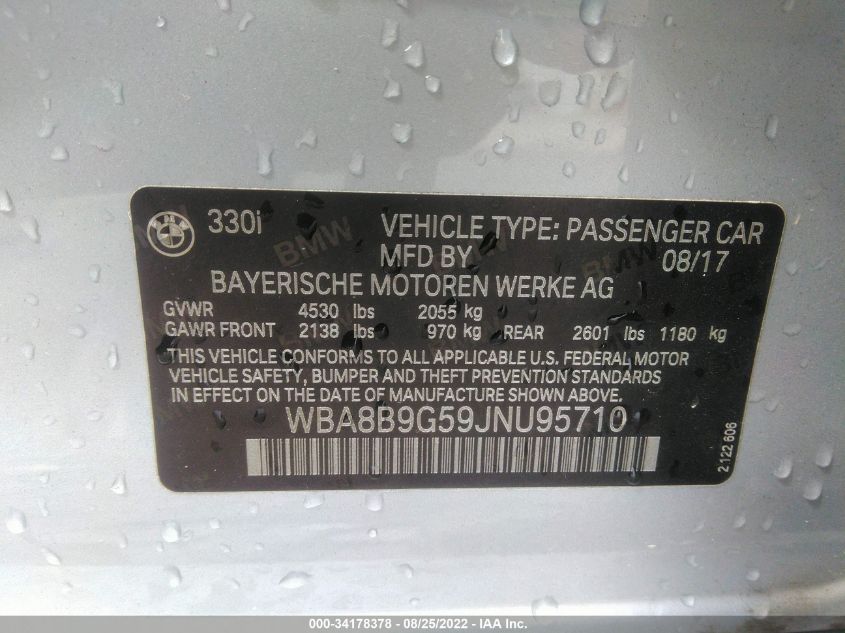 330i VEHICLE TYPE: PASSENGER CAR
MFD BY 08/17
BAYERISCHE MOTOREN WERKE AG
GVWR 4530 lbs 2055 kg
GAWR FRONT 2138 lbs 970 kg REAR 2601 lbs 1180 kg
THIS VEHICLE CONFORMS TO ALL APPLICABLE U.S. FEDERAL MOTOR
VEHICLE SAFETY, BUMPER AND THEFT PREVENTION STANDARDS
IN EFFECT ON THE DATE OF MANUFACTURE SHOWN ABOVE.
WBA8B9G59JNU95710
2122606
BMW
BMW
000-34178378 - 08/25/2022 - IAA Inc.